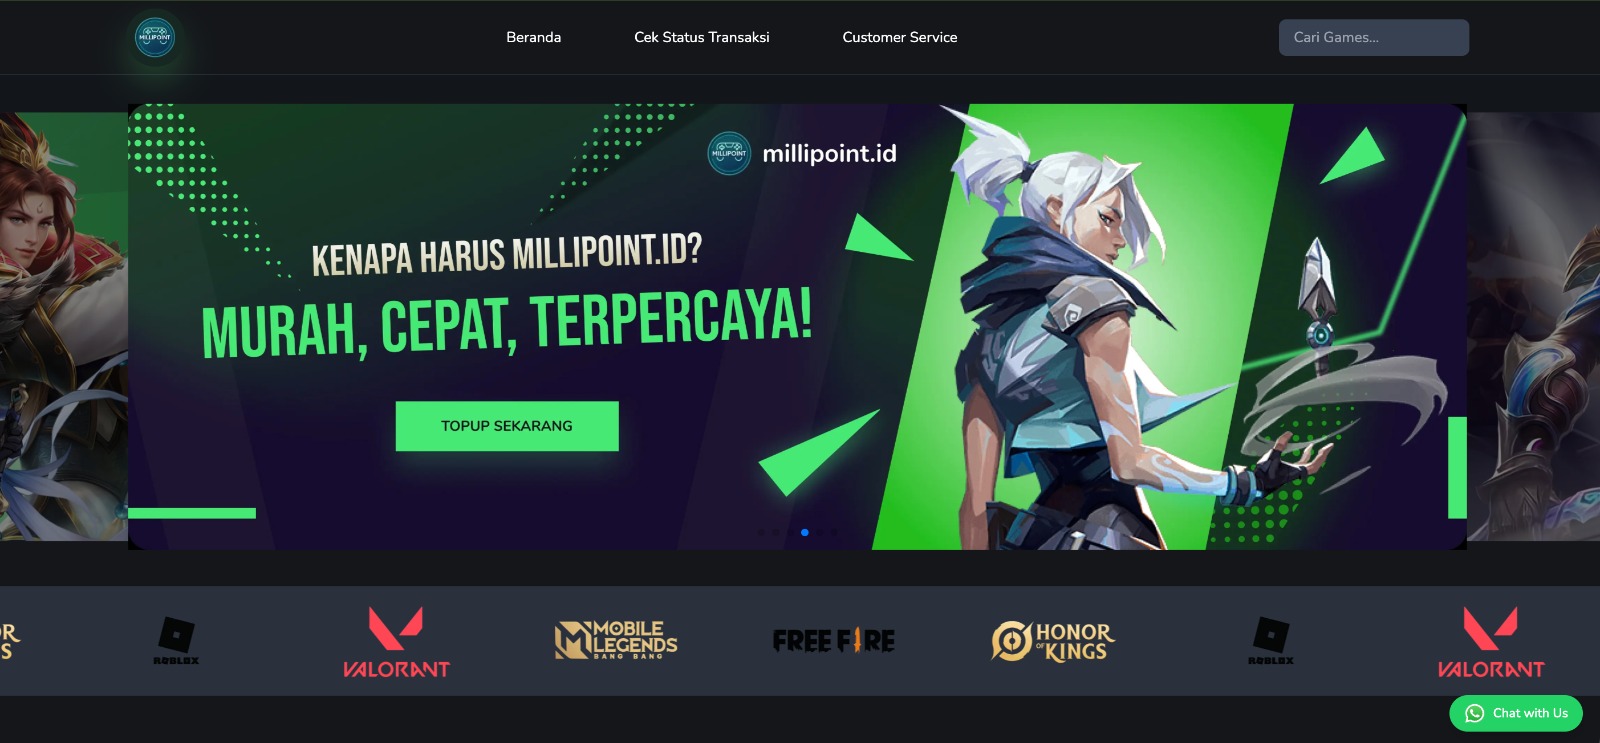 MILLIPOINT
Beranda
Cek Status Transaksi
Customer Service
Cari Games...
MILLIPOINT
millipoint.id
KENAPA HARUS MILLIPOINT.ID?
MURAH, CEPAT, TERPERCAYA!
TOPUP SEKARANG
ROBLOX
VALORANT
MOBILE
LEGENDS
BANG BANG
FREE FIRE
HONOR
OF KINGS
ROBLOX
VALORANT
Chat with Us